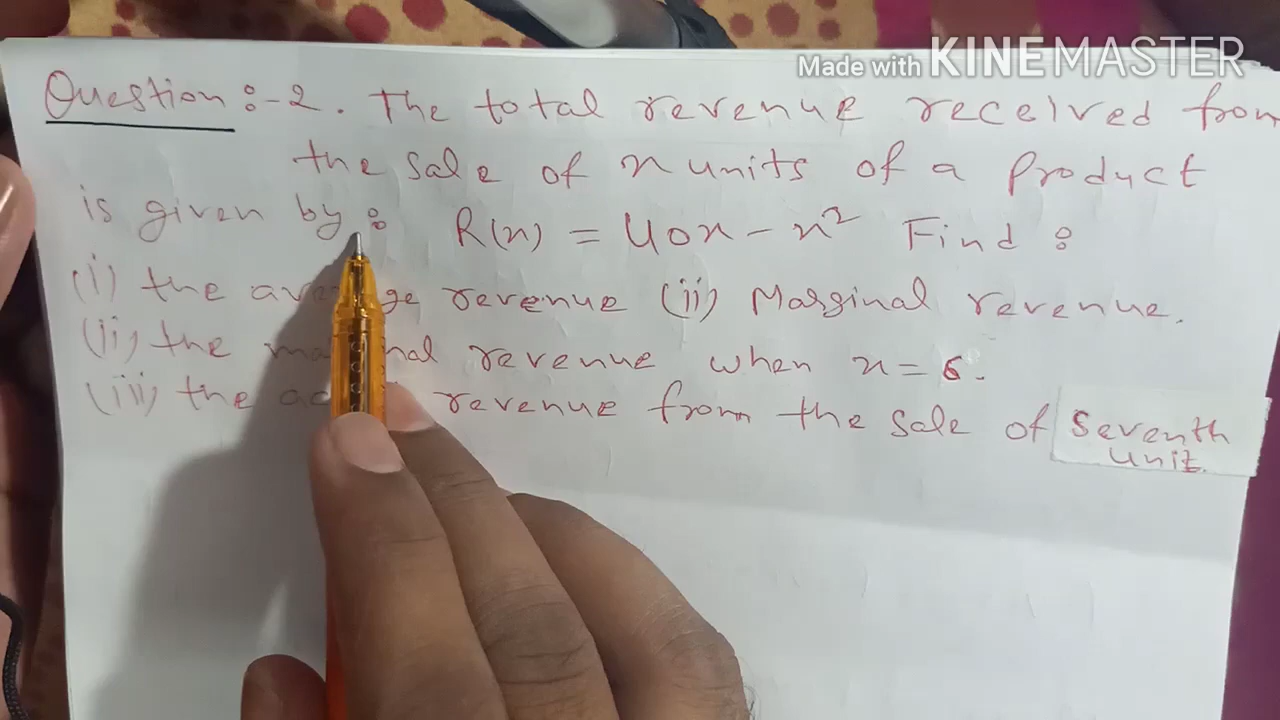 Made with KINEMASTER
Question :- 2. The total revenue received from
the sale of x units of a product
is given by: R(x) = 40x - x² Find :
(i) the average revenue (ii) Marginal revenue.
(ii) the marginal revenue when x = 6.
(iii) the revenue from the sale of seventh
unit.